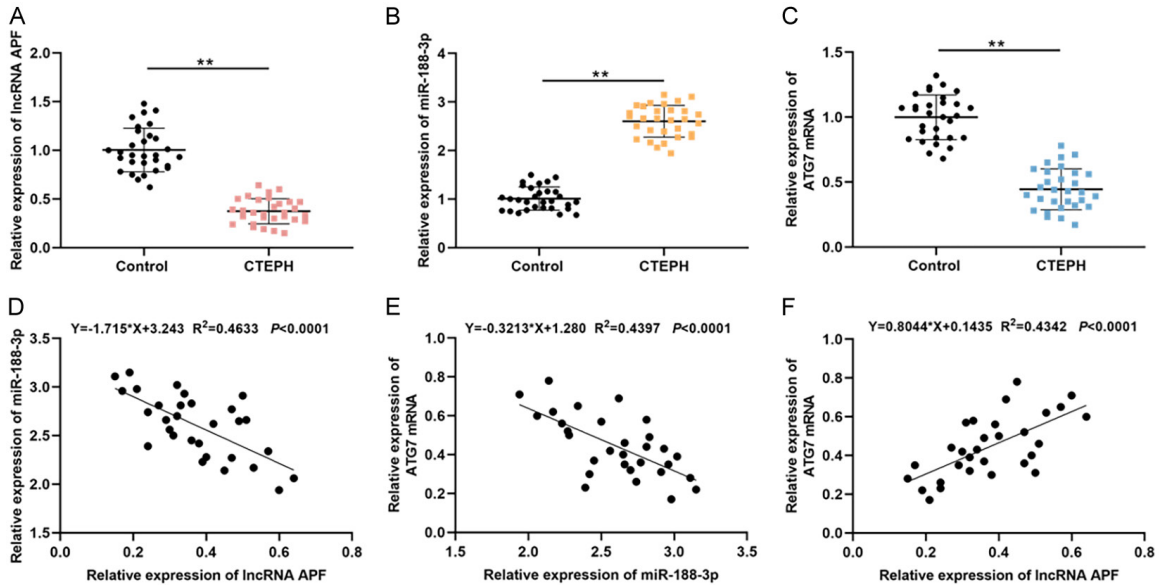 A
Relative expression of lncRNA APF
2.0
1.5
1.0
0.5
0.0
**
Control
CTEPH
B
Relative expression of miR-188-3p
4
3
2
1
0
**
Control
CTEPH
C
Relative expression of
ATG7 mRNA
1.5
1.0
0.5
0.0
**
Control
CTEPH
D
Y=-1.715*X+3.243 R²=0.4633 P<0.0001
Relative expression of miR-188-3p
3.5
3.0
2.5
2.0
1.5
0.0 0.2 0.4 0.6 0.8
Relative expression of lncRNA APF
E
Y=-0.3213*X+1.280 R²=0.4397 P<0.0001
Relative expression of
ATG7 mRNA
1.0
0.8
0.6
0.4
0.2
0.0
1.5 2.0 2.5 3.0 3.5
Relative expression of miR-188-3p
F
Y=0.8044*X+0.1435 R²=0.4342 P<0.0001
Relative expression of
ATG7 mRNA
1.0
0.8
0.6
0.4
0.2
0.0
0.0 0.2 0.4 0.6 0.8
Relative expression of lncRNA APF